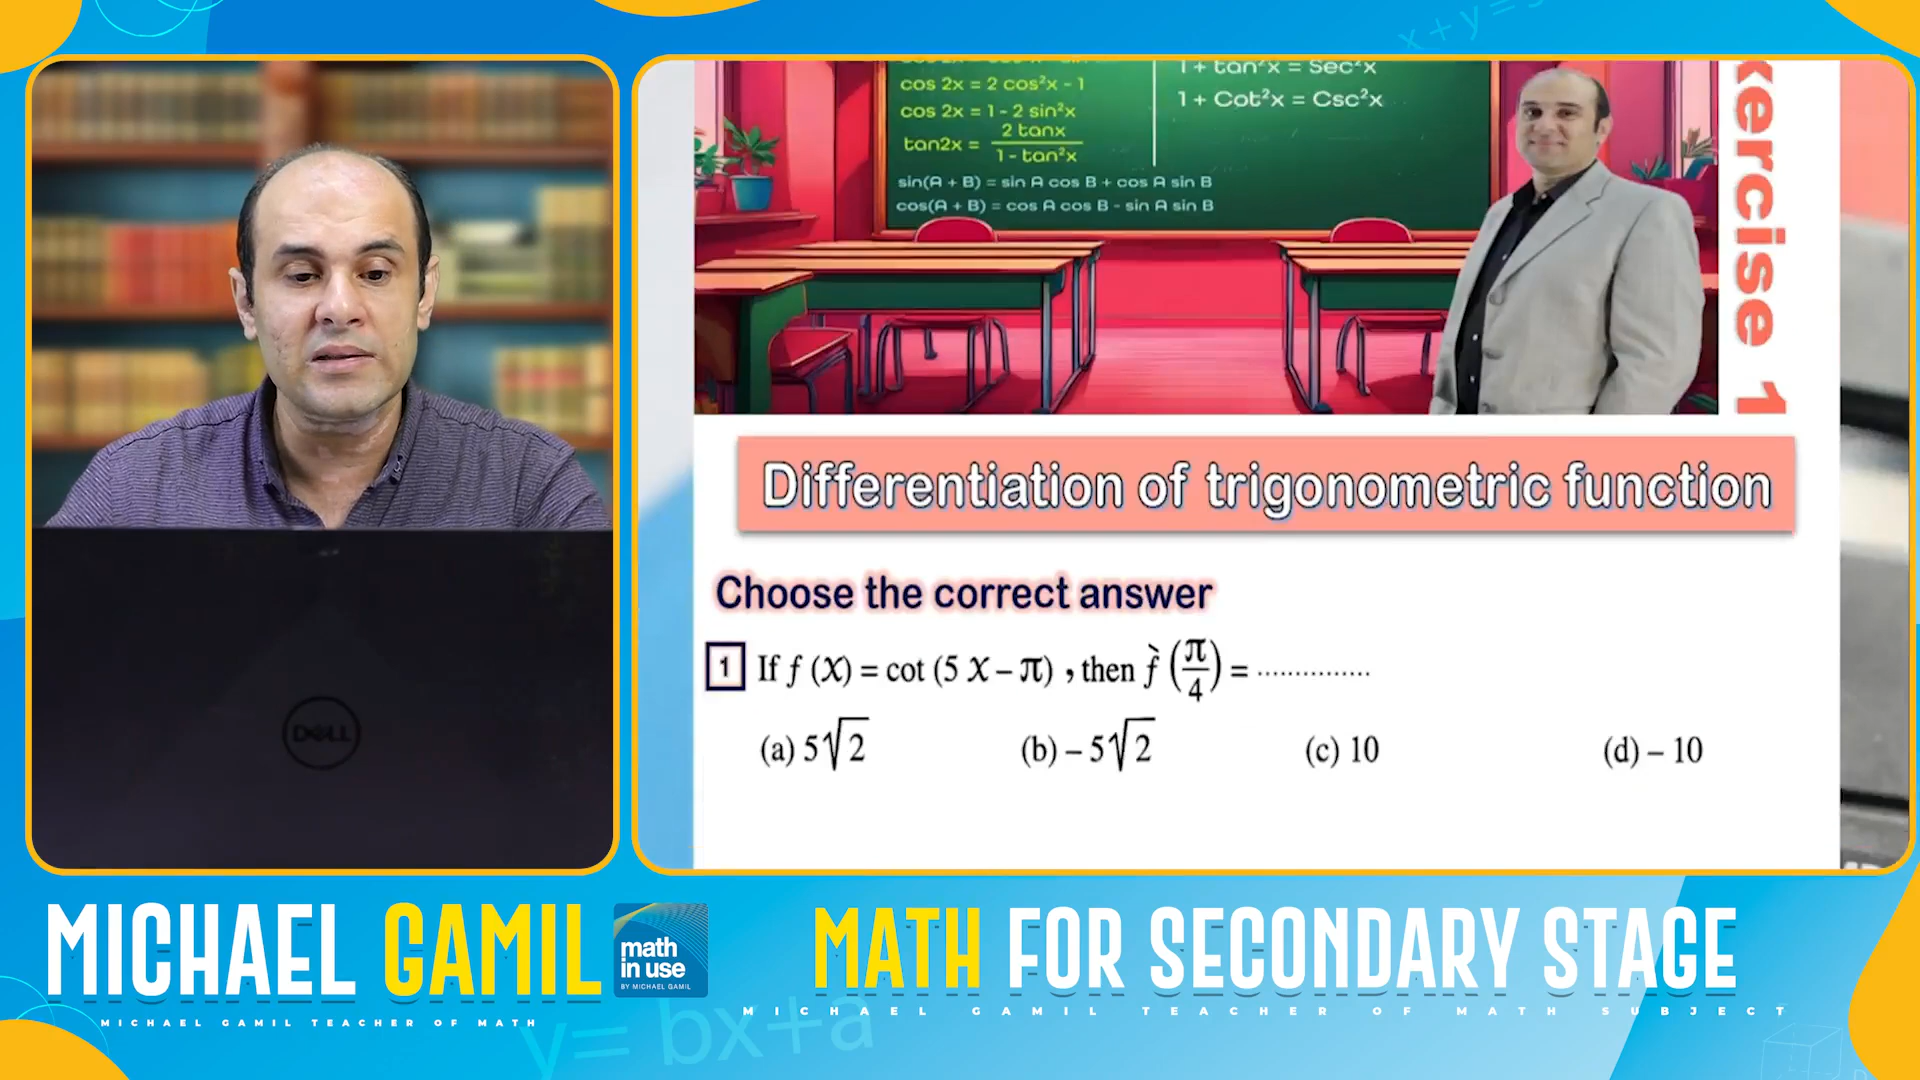 x + y =
cos 2x = 2 cos²x - 1
cos 2x = 1 - 2 sin²x
tan2x = 2 tanx / 1 - tan²x
sin(A + B) = sin A cos B + cos A sin B
cos(A + B) = cos A cos B - sin A sin B
1 + tan²x = Sec²x
1 + Cot²x = Csc²x
xercise 1
Differentiation of trigonometric function
Choose the correct answer
1 If f (X) = cot (5 X – π) , then f̀ (π/4) = ...............
(a) 5√2 (b) – 5√2 (c) 10 (d) – 10
DELL
MICHAEL GAMIL
math
in use
BY MICHAEL GAMIL
MICHAEL GAMIL TEACHER OF MATH
MATH FOR SECONDARY STAGE
MICHAEL GAMIL TEACHER OF MATH SUBJECT
y= bx+a